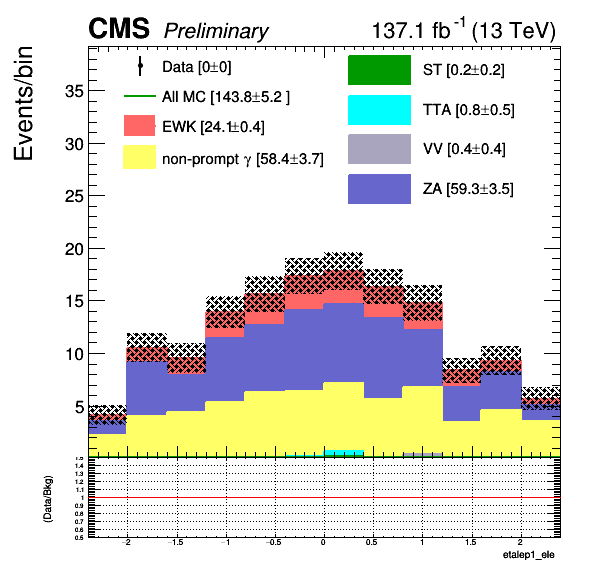 CMS Preliminary 137.1 fb⁻¹ (13 TeV)
Events/bin
Data [0±0]
All MC [143.8±5.2 ]
EWK [24.1±0.4]
non-prompt γ [58.4±3.7]
ST [0.2±0.2]
TTA [0.8±0.5]
VV [0.4±0.4]
ZA [59.3±3.5]
35
30
25
20
15
10
5
(Data/Bkg)
1.5
1.4
1.3
1.2
1.1
1
0.9
0.8
0.7
0.6
0.5
−2 −1.5 −1 −0.5 0 0.5 1 1.5 2
etalep1_ele